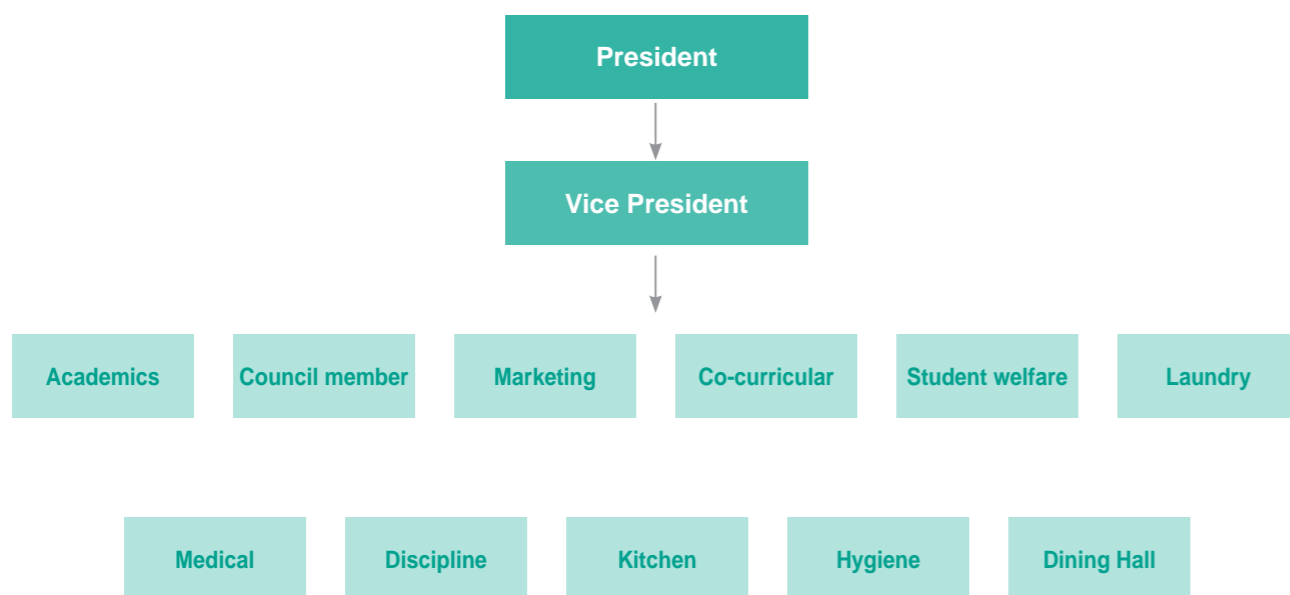 President
Vice President
Academics
Council member
Marketing
Co-curricular
Student welfare
Laundry
Medical
Discipline
Kitchen
Hygiene
Dining Hall